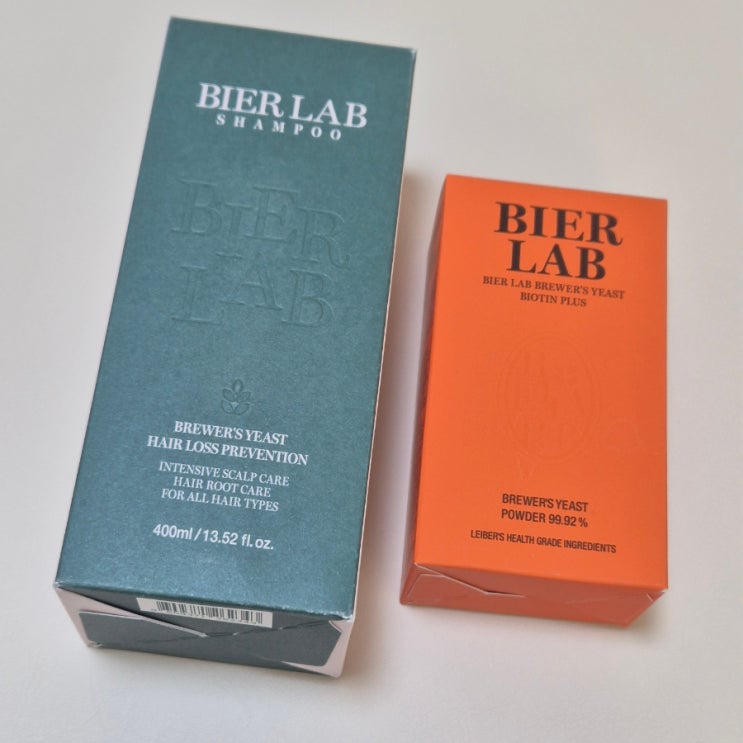 BIER LAB
SHAMPOO
BIER
LAB
BREWER'S YEAST
HAIR LOSS PREVENTION
INTENSIVE SCALP CARE
HAIR ROOT CARE
FOR ALL HAIR TYPES
400ml / 13.52 fl. oz.
BIER
LAB
BIER LAB BREWER'S YEAST
BIOTIN PLUS
BREWER'S YEAST
POWDER 99.92 %
LEIBER'S HEALTH GRADE INGREDIENTS